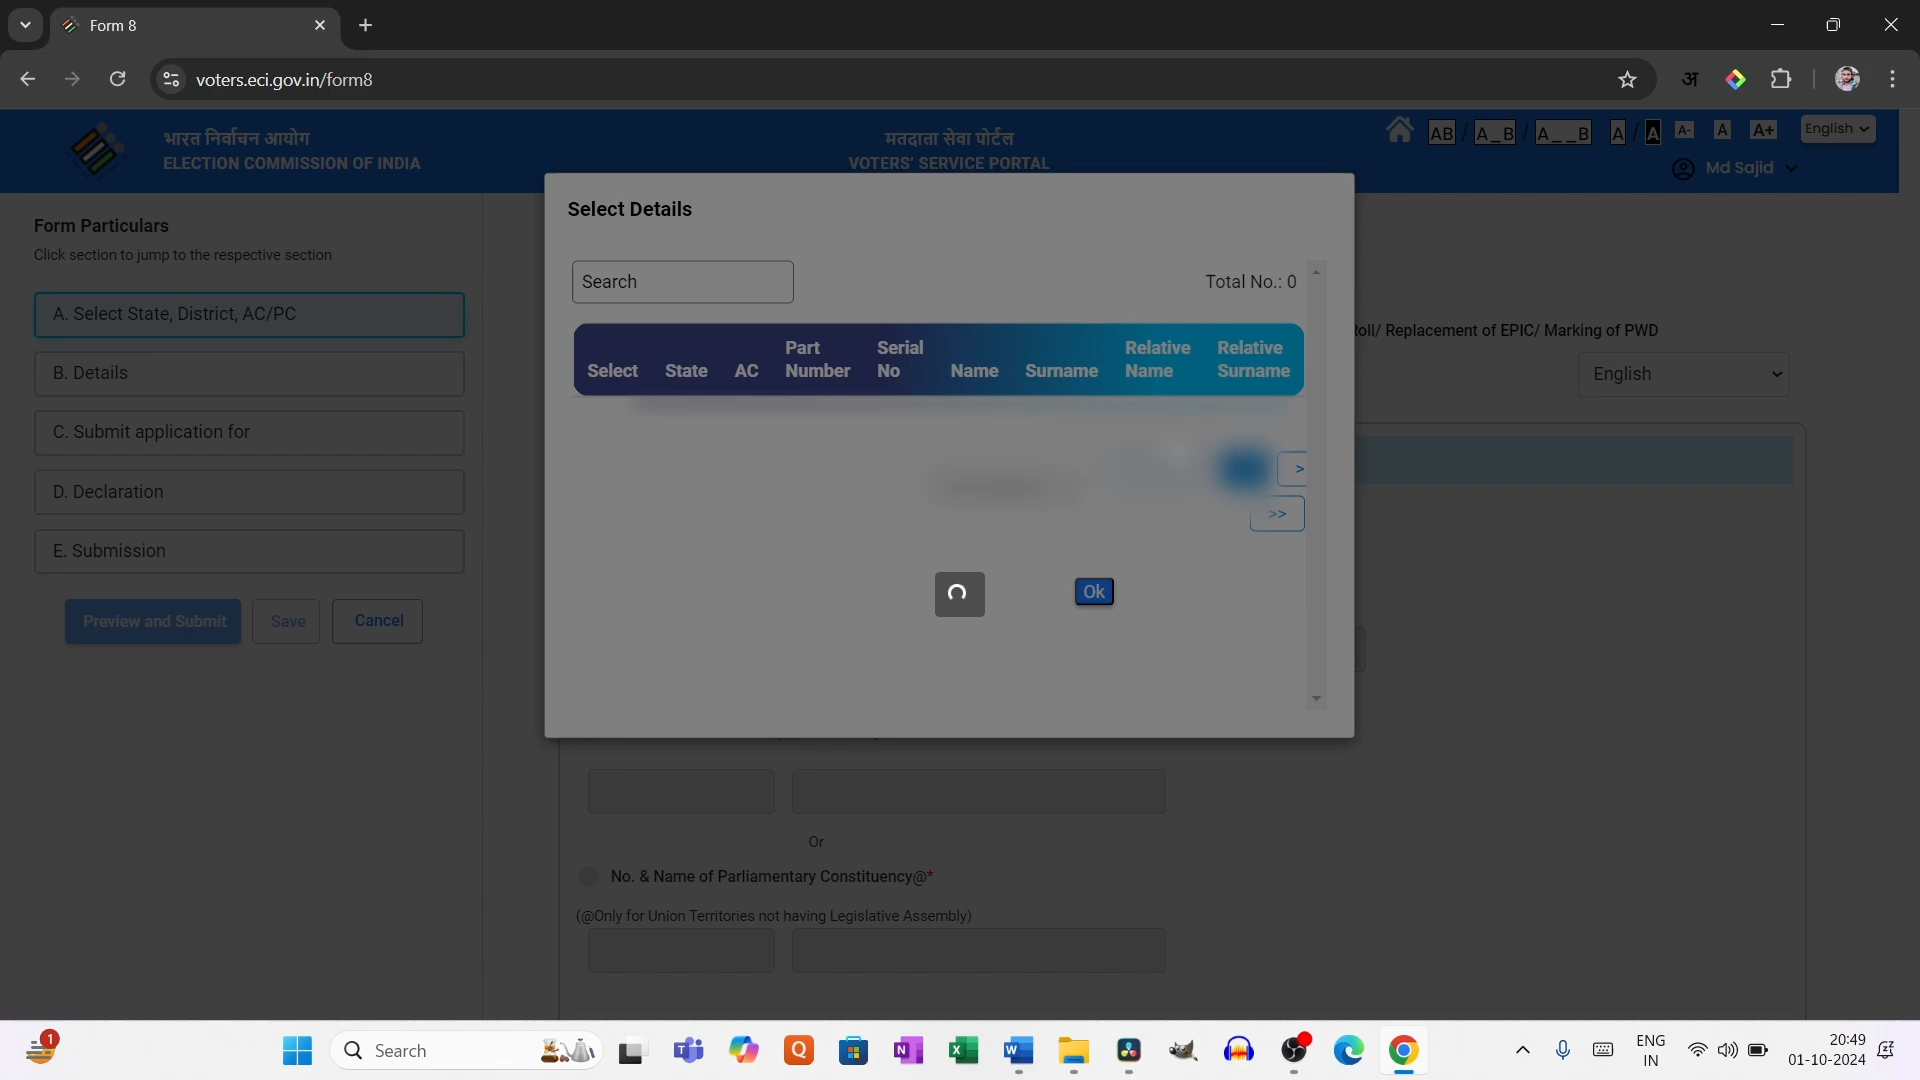 Form 8
voters.eci.gov.in/form8
अ
भारत निर्वाचन आयोग
ELECTION COMMISSION OF INDIA
मतदाता सेवा पोर्टल
VOTERS' SERVICE PORTAL
AB / A_B / A__B A / A A- A A+ English
Md Sajid
Form Particulars
Click section to jump to the respective section
A. Select State, District, AC/PC
B. Details
C. Submit application for
D. Declaration
E. Submission
Preview and Submit Save Cancel
Select Details
Search Total No.: 0
Select State AC Part Number Serial No Name Surname Relative Name Relative Surname
>
>>
Ok
Roll/ Replacement of EPIC/ Marking of PWD
English
Or
No. & Name of Parliamentary Constituency@*
(@Only for Union Territories not having Legislative Assembly)
1
Search
ENG
IN
20:49
01-10-2024